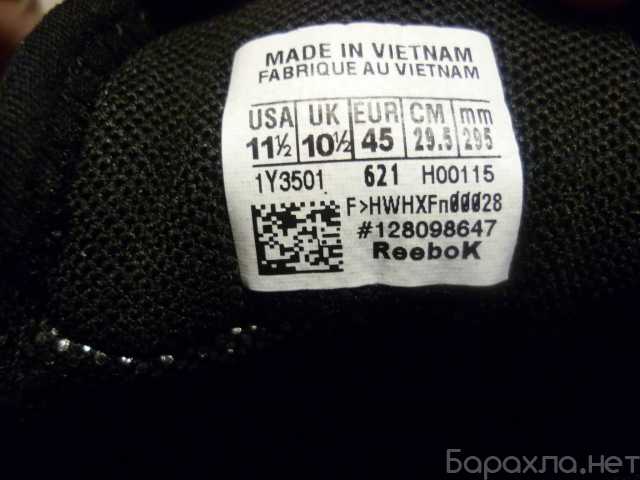 MADE IN VIETNAM
FABRIQUE AU VIETNAM
USA UK EUR CM mm
11½ 10½ 45 29.5 295
1Y3501 621 H00115
F>HWHXFn00028
#128098647
ReeboK
Барахла.нет